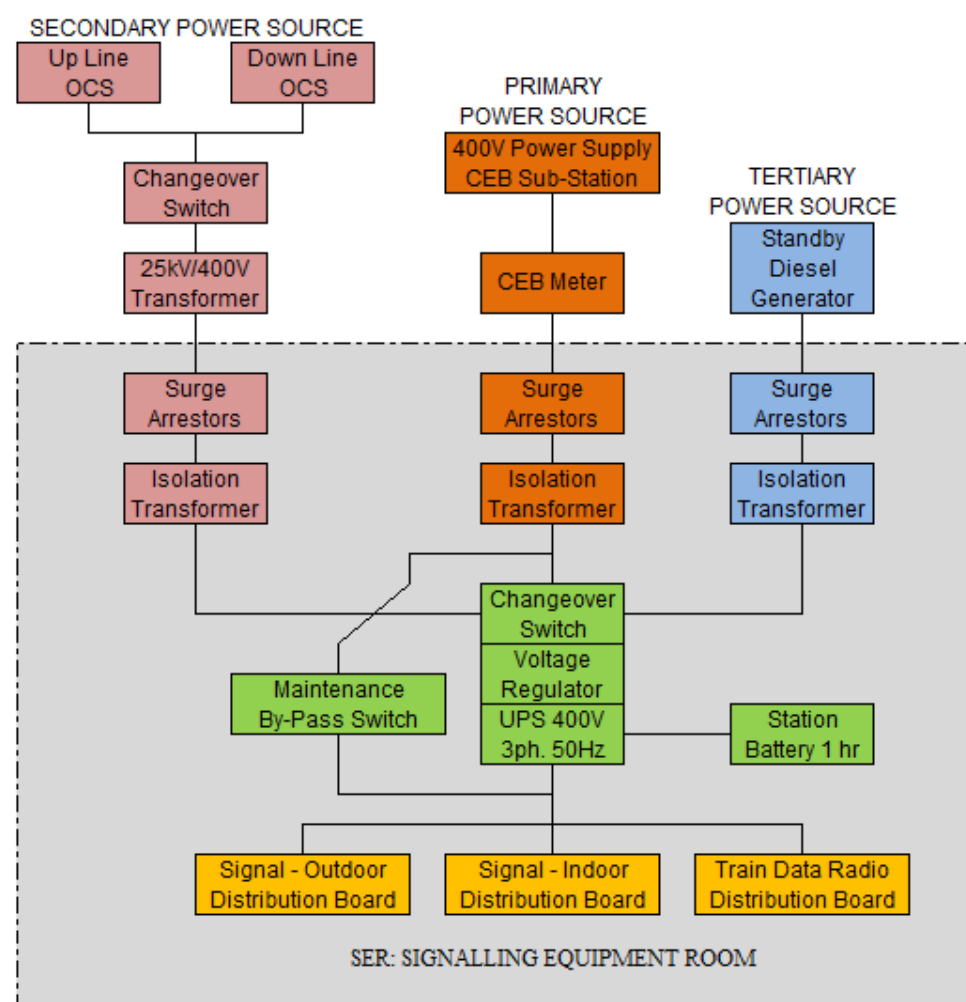 SECONDARY POWER SOURCE
Up Line
OCS
Down Line
OCS
PRIMARY
POWER SOURCE
400V Power Supply
CEB Sub-Station
TERTIARY
POWER SOURCE
Changeover
Switch
Standby
Diesel
Generator
25kV/400V
Transformer
CEB Meter
Surge
Arrestors
Surge
Arrestors
Surge
Arrestors
Isolation
Transformer
Isolation
Transformer
Isolation
Transformer
Changeover
Switch
Voltage
Regulator
Maintenance
By-Pass Switch
UPS 400V
3ph. 50Hz
Station
Battery 1 hr
Signal - Outdoor
Distribution Board
Signal - Indoor
Distribution Board
Train Data Radio
Distribution Board
SER: SIGNALLING EQUIPMENT ROOM